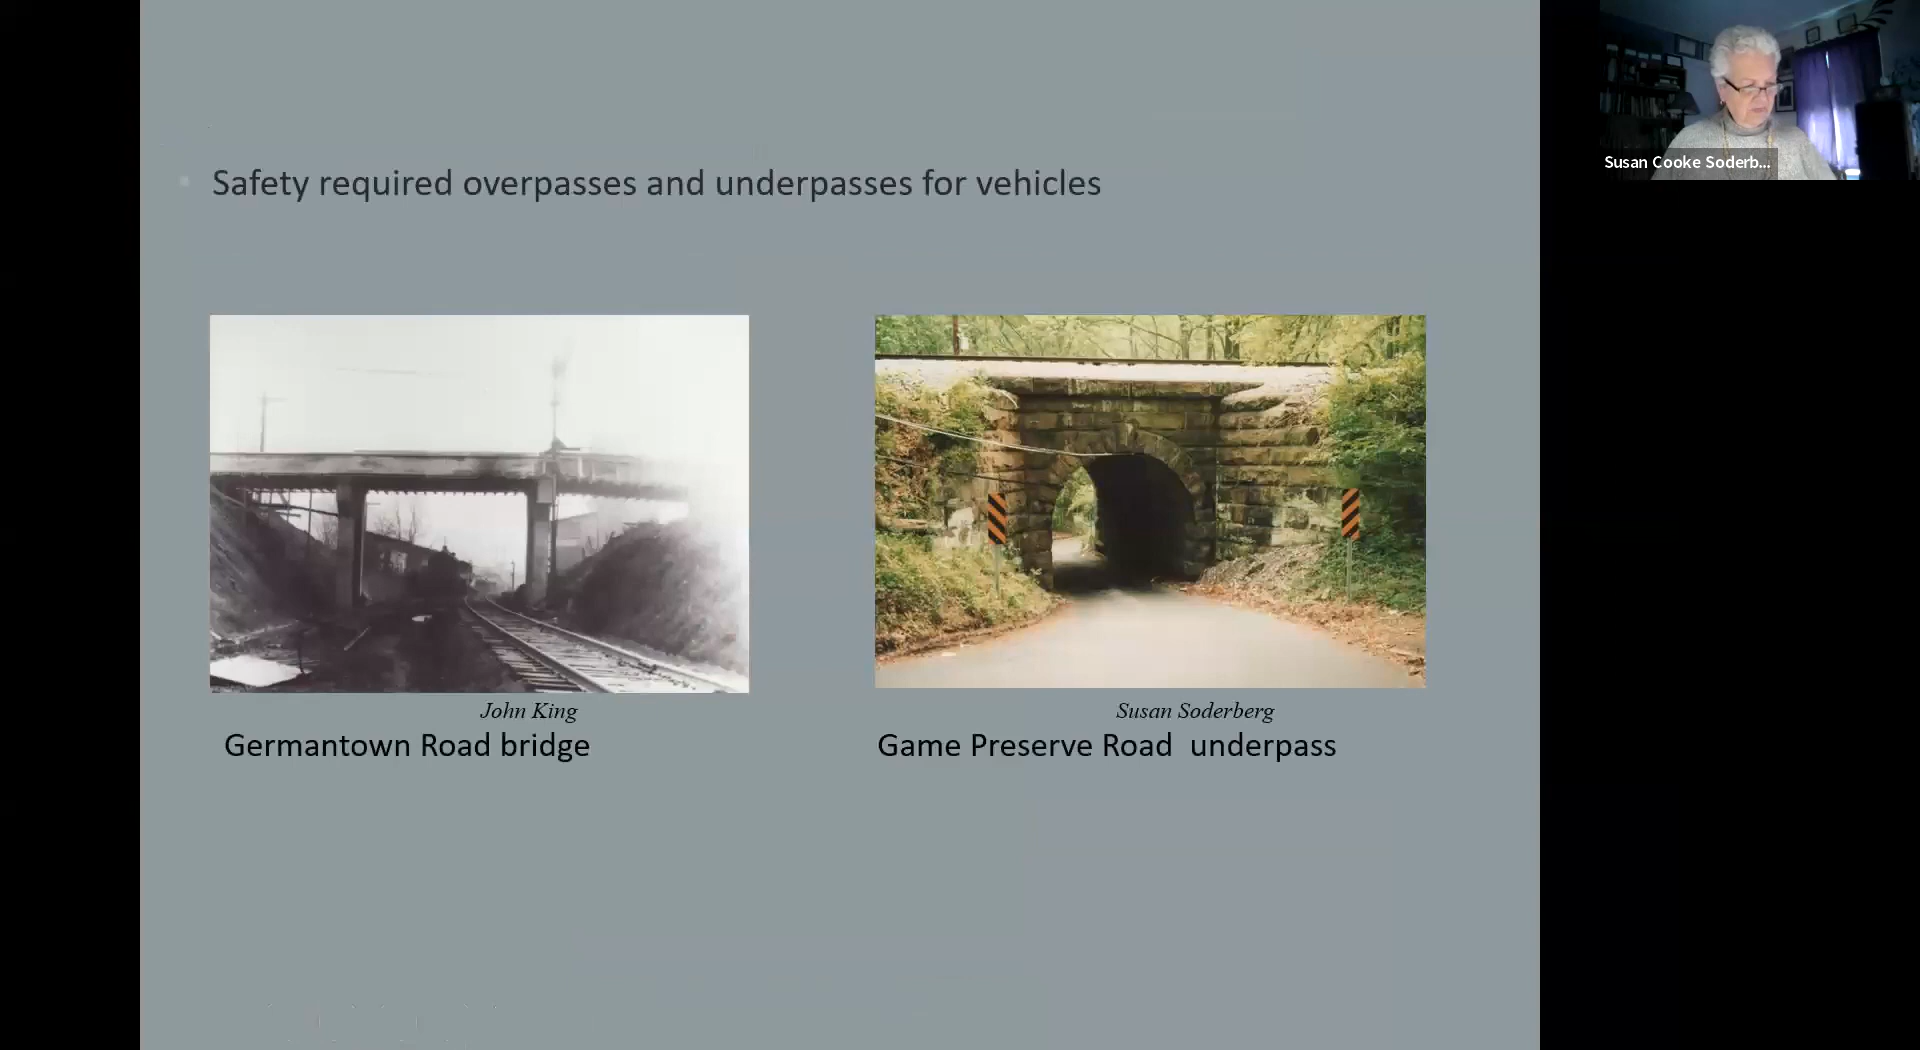 Safety required overpasses and underpasses for vehicles
John King
Germantown Road bridge
Susan Soderberg
Game Preserve Road underpass
Susan Cooke Soderb...